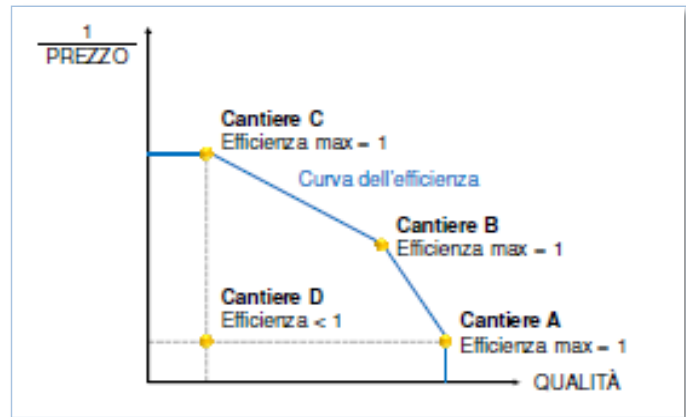 1
PREZZO
Cantiere C
Efficienza max = 1
Curva dell'efficienza
Cantiere B
Efficienza max = 1
Cantiere D
Efficienza < 1
Cantiere A
Efficienza max = 1
QUALITÀ